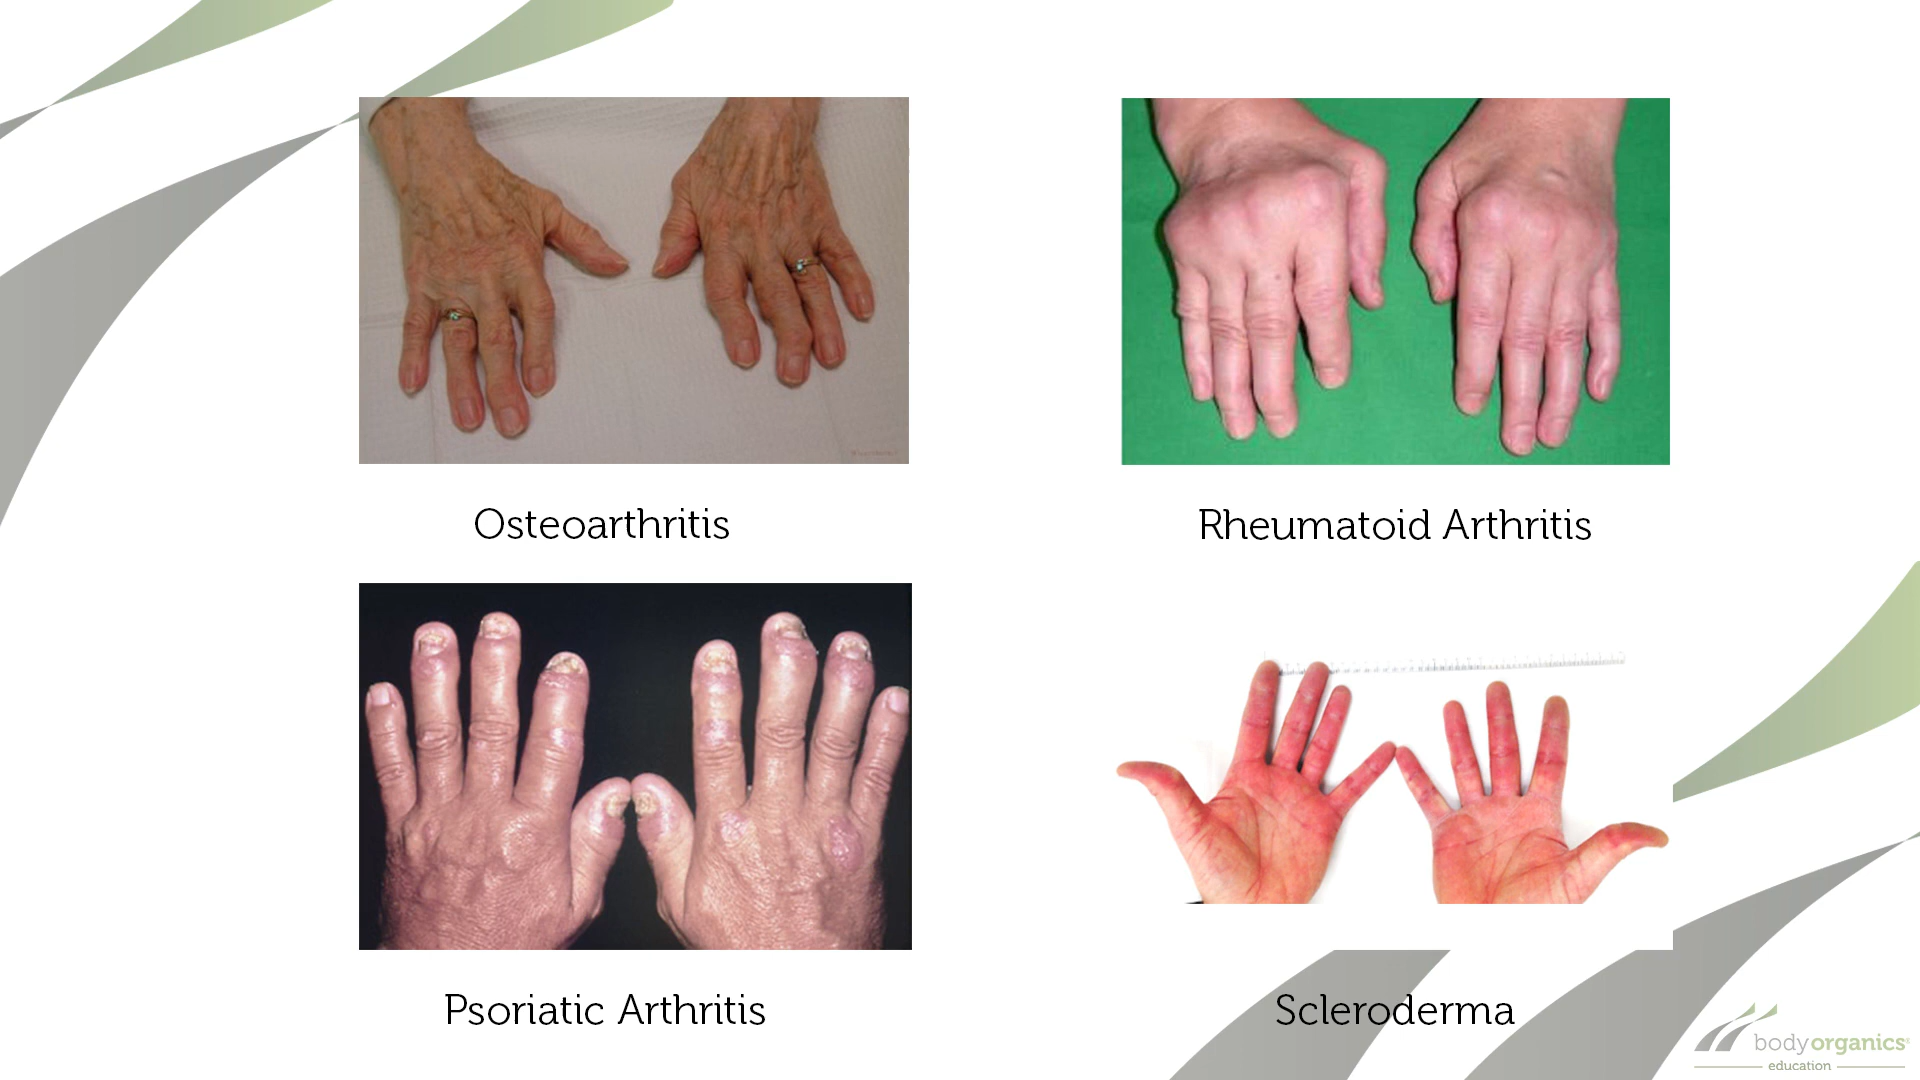 Osteoarthritis
Rheumatoid Arthritis
Psoriatic Arthritis
Scleroderma
bodyorganics
education